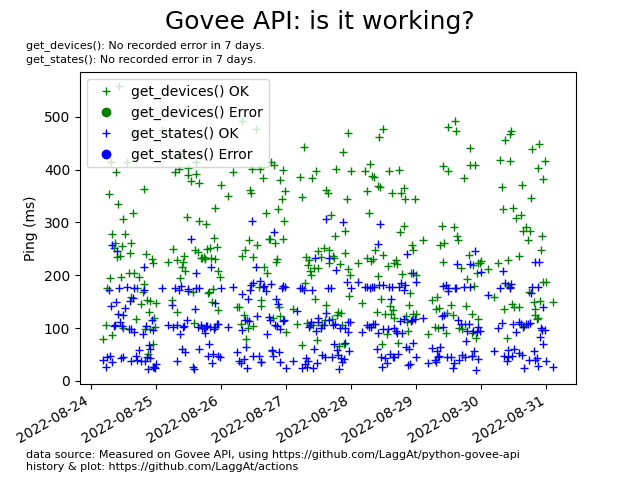 Govee API: is it working?
get_devices(): No recorded error in 7 days.
get_states(): No recorded error in 7 days.
get_devices() OK
get_devices() Error
get_states() OK
get_states() Error
Ping (ms)
500
400
300
200
100
0
2022-08-24
2022-08-25
2022-08-26
2022-08-27
2022-08-28
2022-08-29
2022-08-30
2022-08-31
data source: Measured on Govee API, using https://github.com/LaggAt/python-govee-api
history & plot: https://github.com/LaggAt/actions